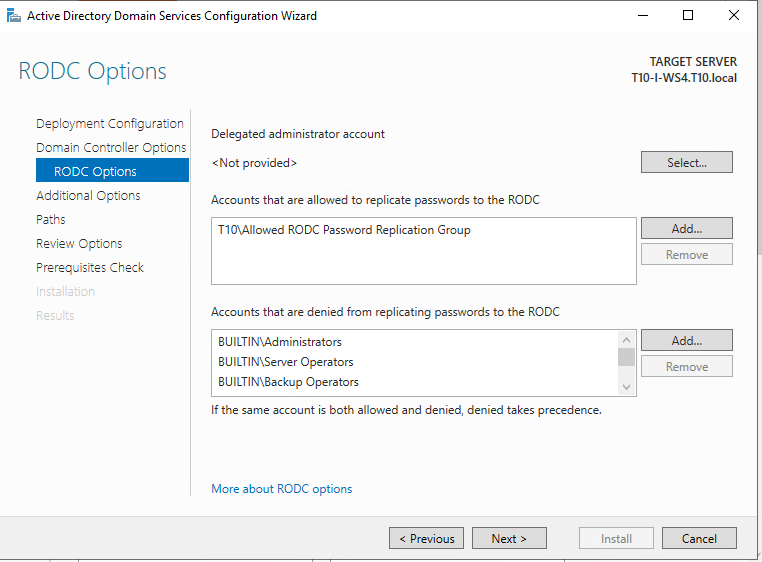 Active Directory Domain Services Configuration Wizard
RODC Options
TARGET SERVER
T10-I-WS4.T10.local
Deployment Configuration
Domain Controller Options
RODC Options
Additional Options
Paths
Review Options
Prerequisites Check
Installation
Results
Delegated administrator account
<Not provided>
Select...
Accounts that are allowed to replicate passwords to the RODC
T10\Allowed RODC Password Replication Group
Add...
Remove
Accounts that are denied from replicating passwords to the RODC
BUILTIN\Administrators
BUILTIN\Server Operators
BUILTIN\Backup Operators
Add...
Remove
If the same account is both allowed and denied, denied takes precedence.
More about RODC options
< Previous
Next >
Install
Cancel